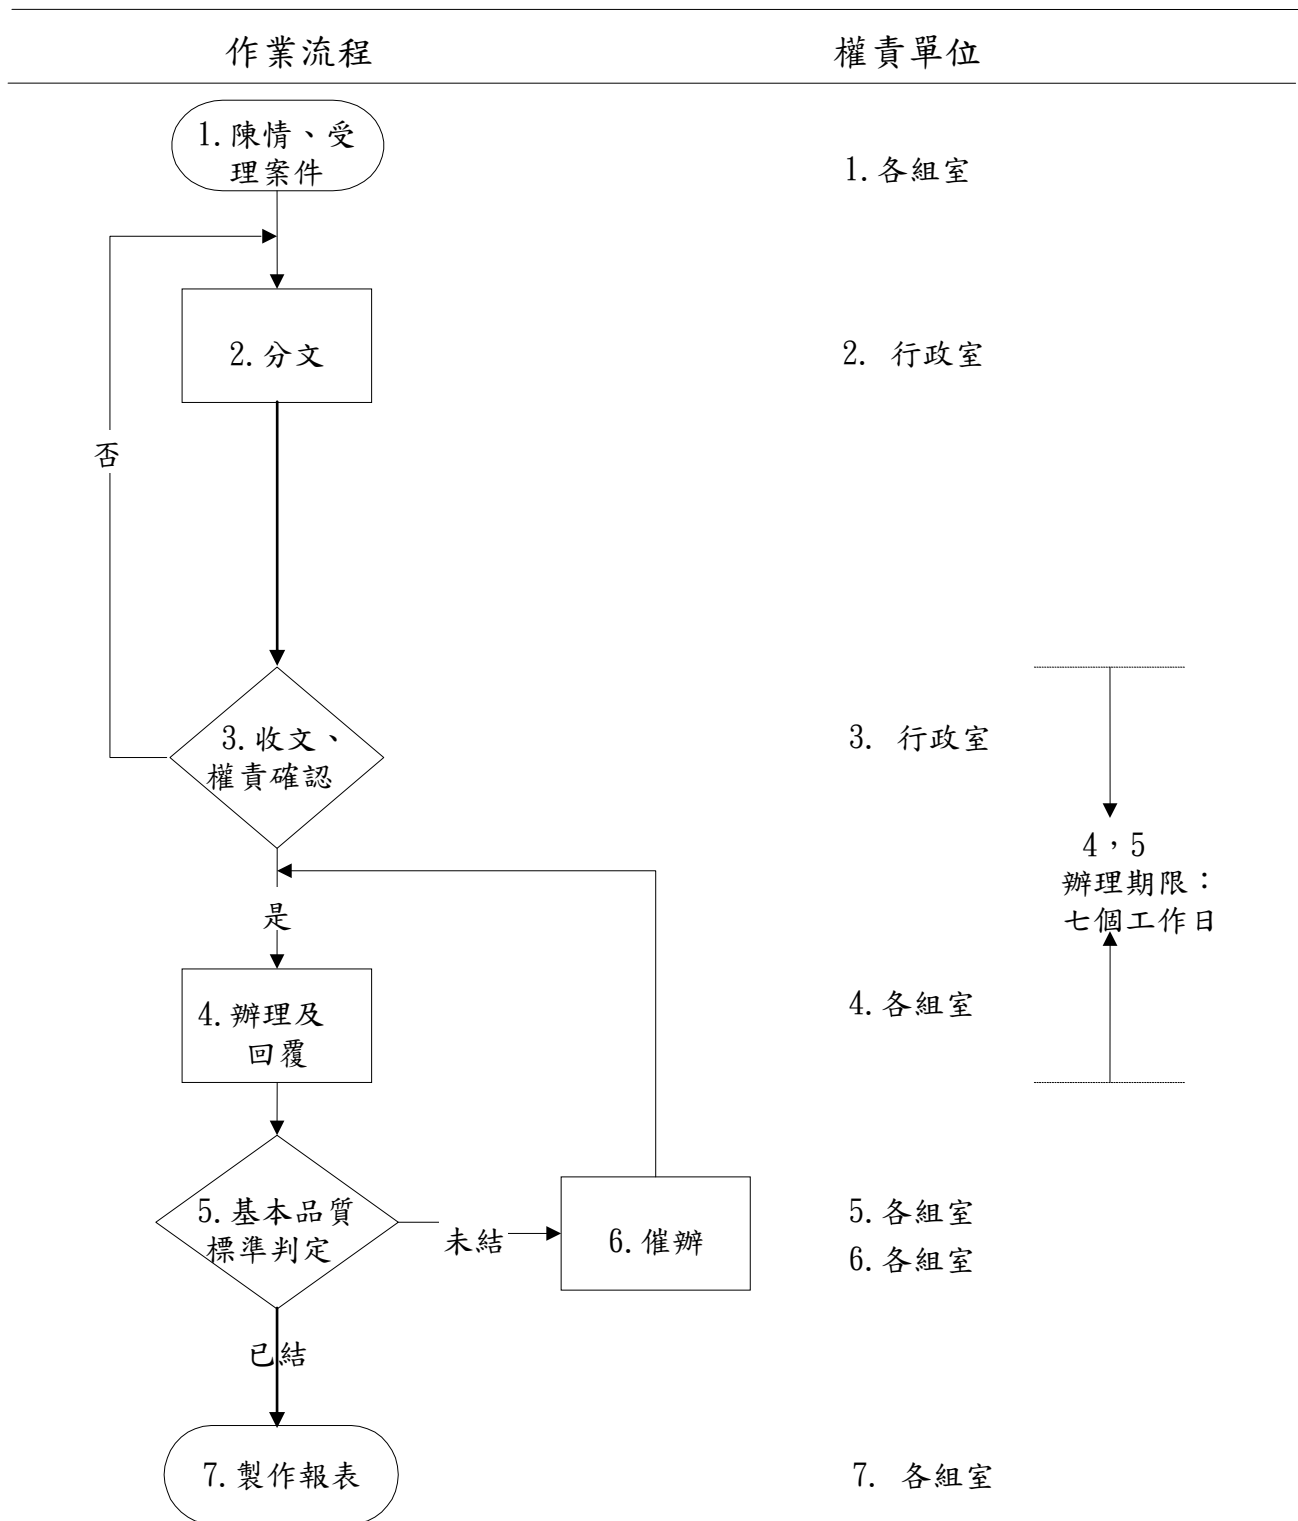 作業流程 權責單位
1.陳情、受
理案件
1.各組室
2.分文
2. 行政室
否
3.收文、
權責確認
3. 行政室
4，5
辦理期限：
七個工作日
是
4.辦理及
回覆
4.各組室
5.基本品質
標準判定
未結
6.催辦
5.各組室
6.各組室
已結
7.製作報表
7. 各組室